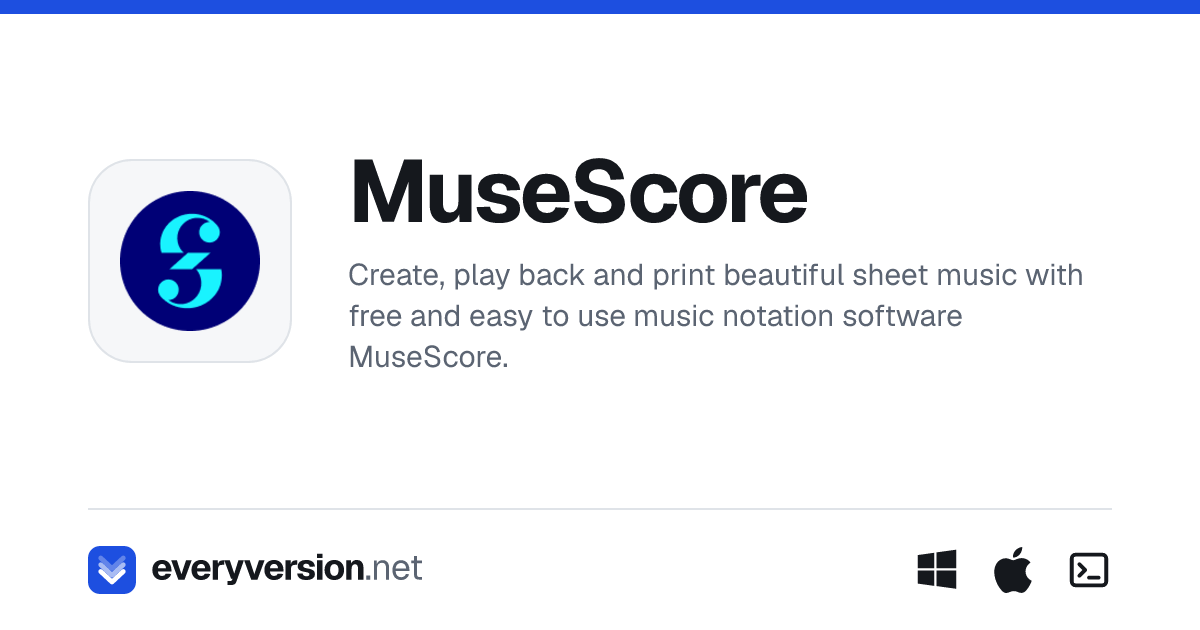 MuseScore
Create, play back and print beautiful sheet music with
free and easy to use music notation software
MuseScore.
everyversion.net